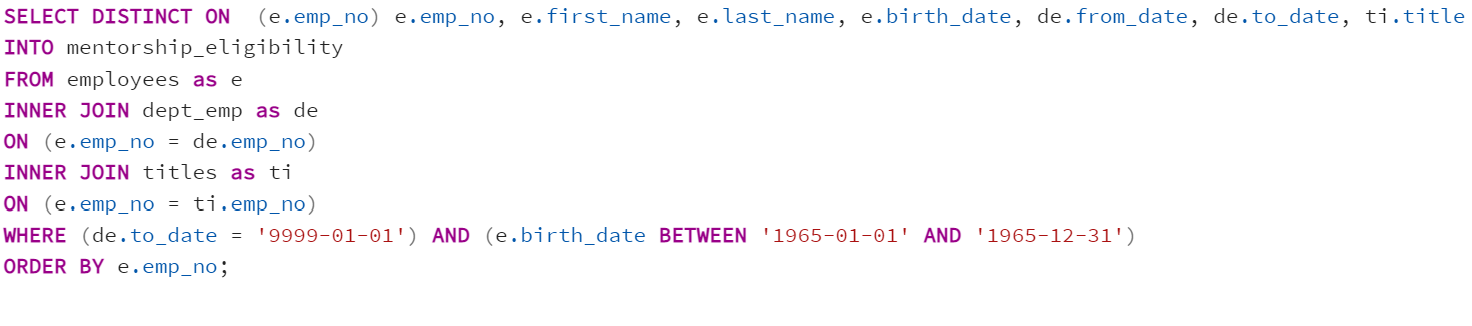 SELECT DISTINCT ON  (e.emp_no) e.emp_no, e.first_name, e.last_name, e.birth_date, de.from_date, de.to_date, ti.title
INTO mentorship_eligibility
FROM employees as e
INNER JOIN dept_emp as de
ON (e.emp_no = de.emp_no)
INNER JOIN titles as ti
ON (e.emp_no = ti.emp_no)
WHERE (de.to_date = '9999-01-01') AND (e.birth_date BETWEEN '1965-01-01' AND '1965-12-31')
ORDER BY e.emp_no;